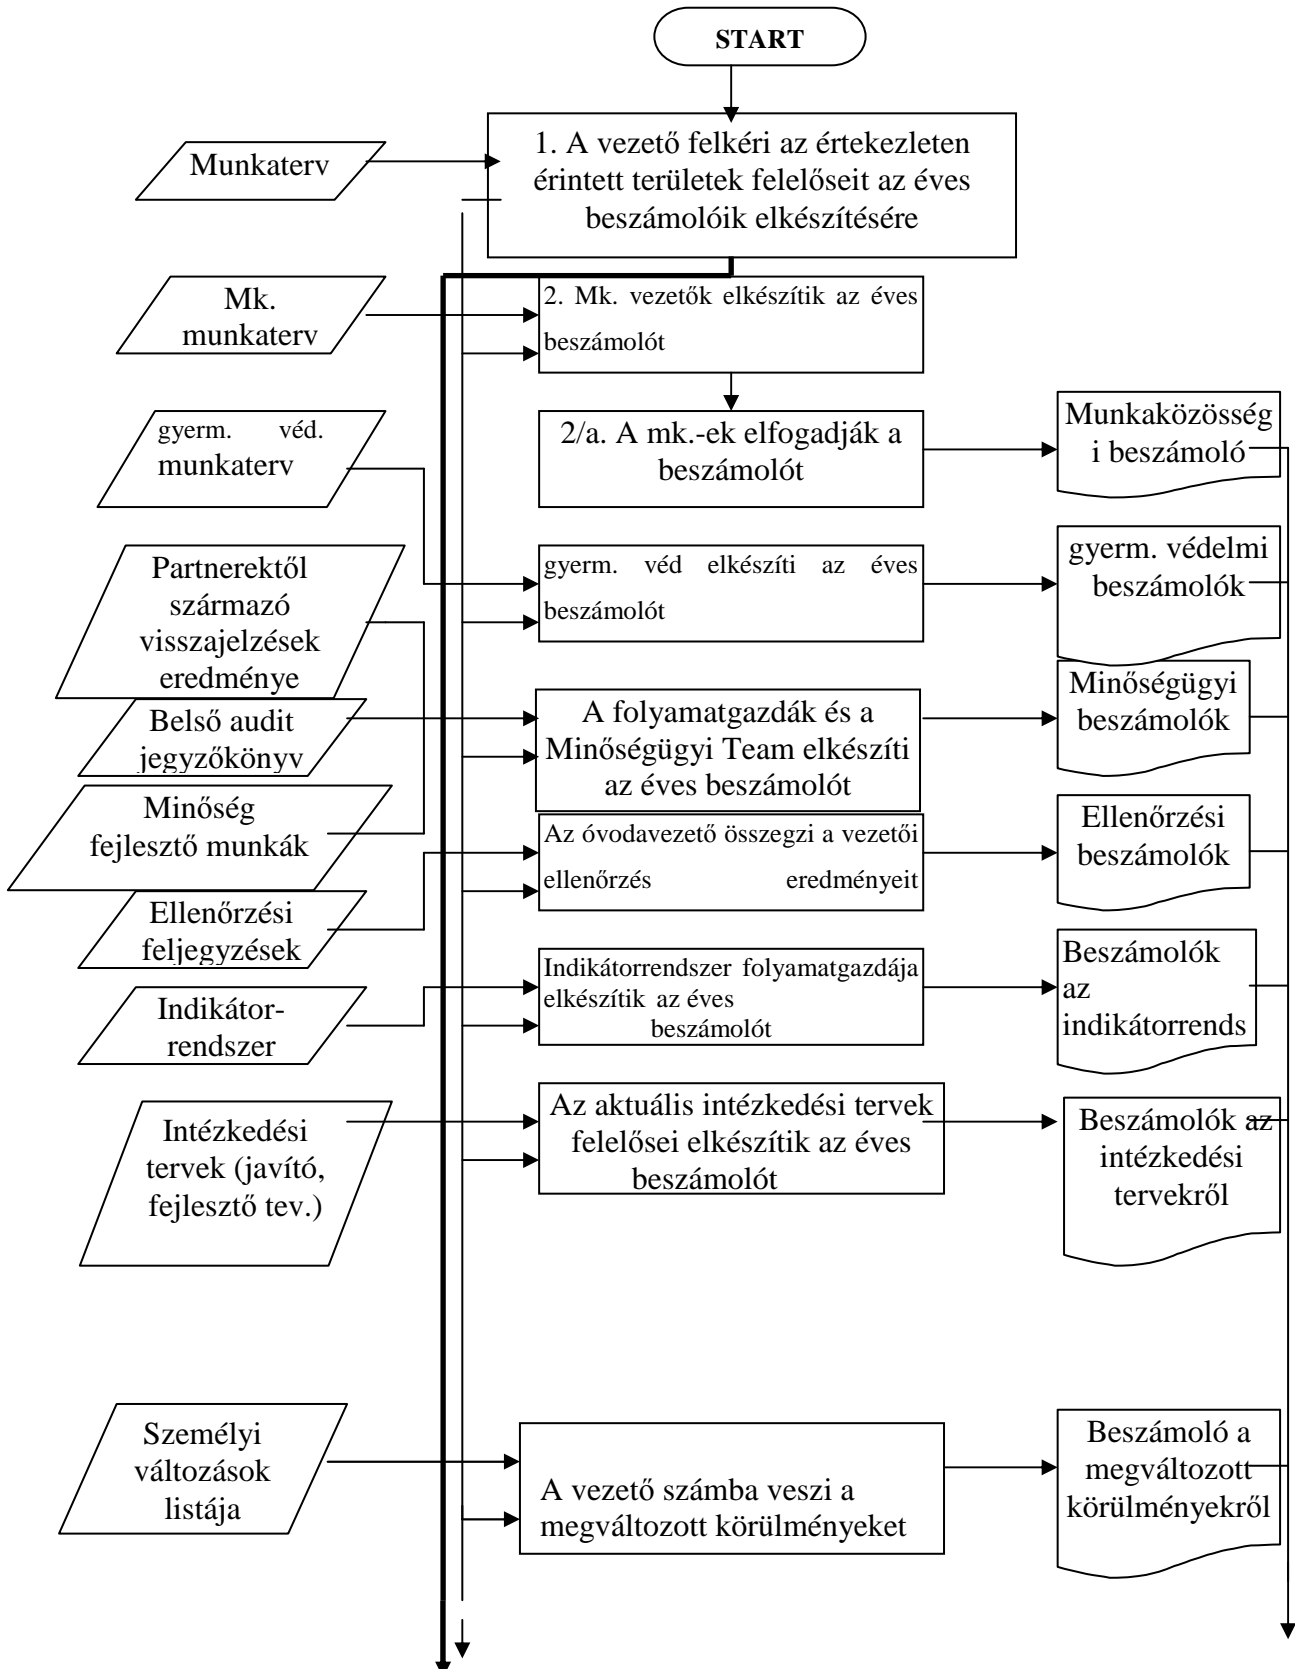 START
Munkaterv
1. A vezető felkéri az értekezleten
érintett területek felelőseit az éves
beszámolóik elkészítésére
Mk.
munkaterv
2. Mk. vezetők elkészítik az éves
beszámolót
gyerm. véd.
munkaterv
2/a. A mk.-ek elfogadják a
beszámolót
Munkaközösség
i beszámoló
Partnerektől
származó
visszajelzések
eredménye
gyerm. véd elkészíti az éves
beszámolót
gyerm. védelmi
beszámolók
Belső audit
jegyzőkönyv
A folyamatgazdák és a
Minőségügyi Team elkészíti
az éves beszámolót
Minőségügyi
beszámolók
Minőség
fejlesztő munkák
Az óvodavezető összegzi a vezetői
ellenőrzés eredményeit
Ellenőrzési
beszámolók
Ellenőrzési
feljegyzések
Indikátor-
rendszer
Indikátorrendszer folyamatgazdája
elkészítik az éves
beszámolót
Beszámolók
az
indikátorrends
Intézkedési
tervek (javító,
fejlesztő tev.)
Az aktuális intézkedési tervek
felelősei elkészítik az éves
beszámolót
Beszámolók az
intézkedési
tervekről
Személyi
változások
listája
A vezető számba veszi a
megváltozott körülményeket
Beszámoló a
megváltozott
körülményekről